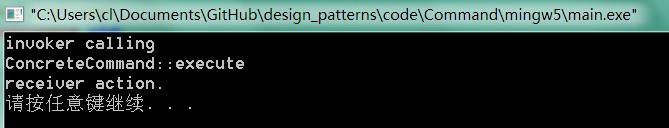 "C:\Users\cl\Documents\GitHub\design_patterns\code\Command\mingw5\main.exe"
invoker calling
ConcreteCommand::execute
receiver action.
请按任意键继续. . .